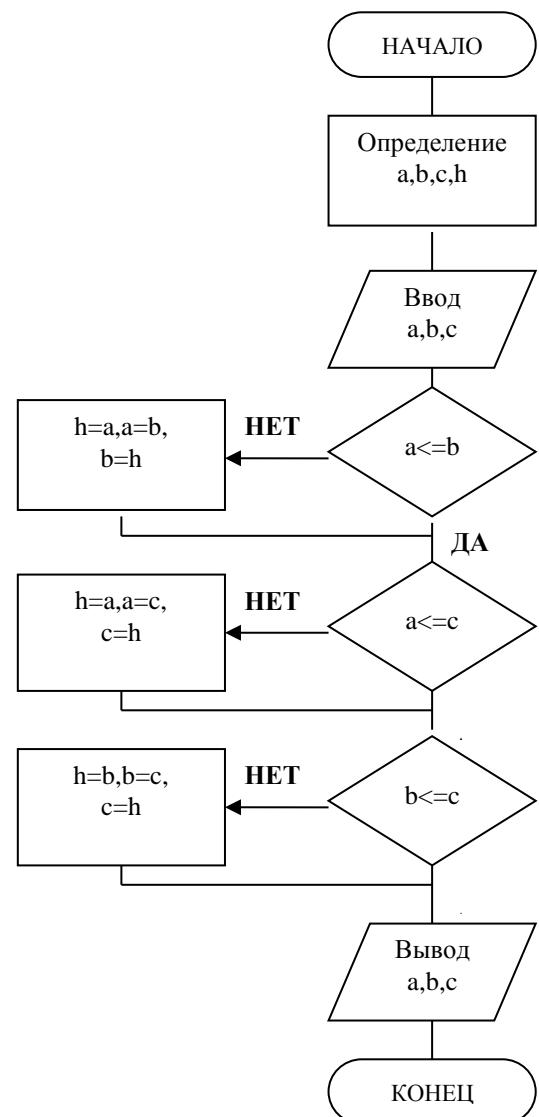 НАЧАЛО
Определение
a,b,c,h
Ввод
a,b,c
a<=b
НЕТ
h=a,a=b,
b=h
ДА
a<=c
НЕТ
h=a,a=c,
c=h
b<=c
НЕТ
h=b,b=c,
c=h
Вывод
a,b,c
КОНЕЦ